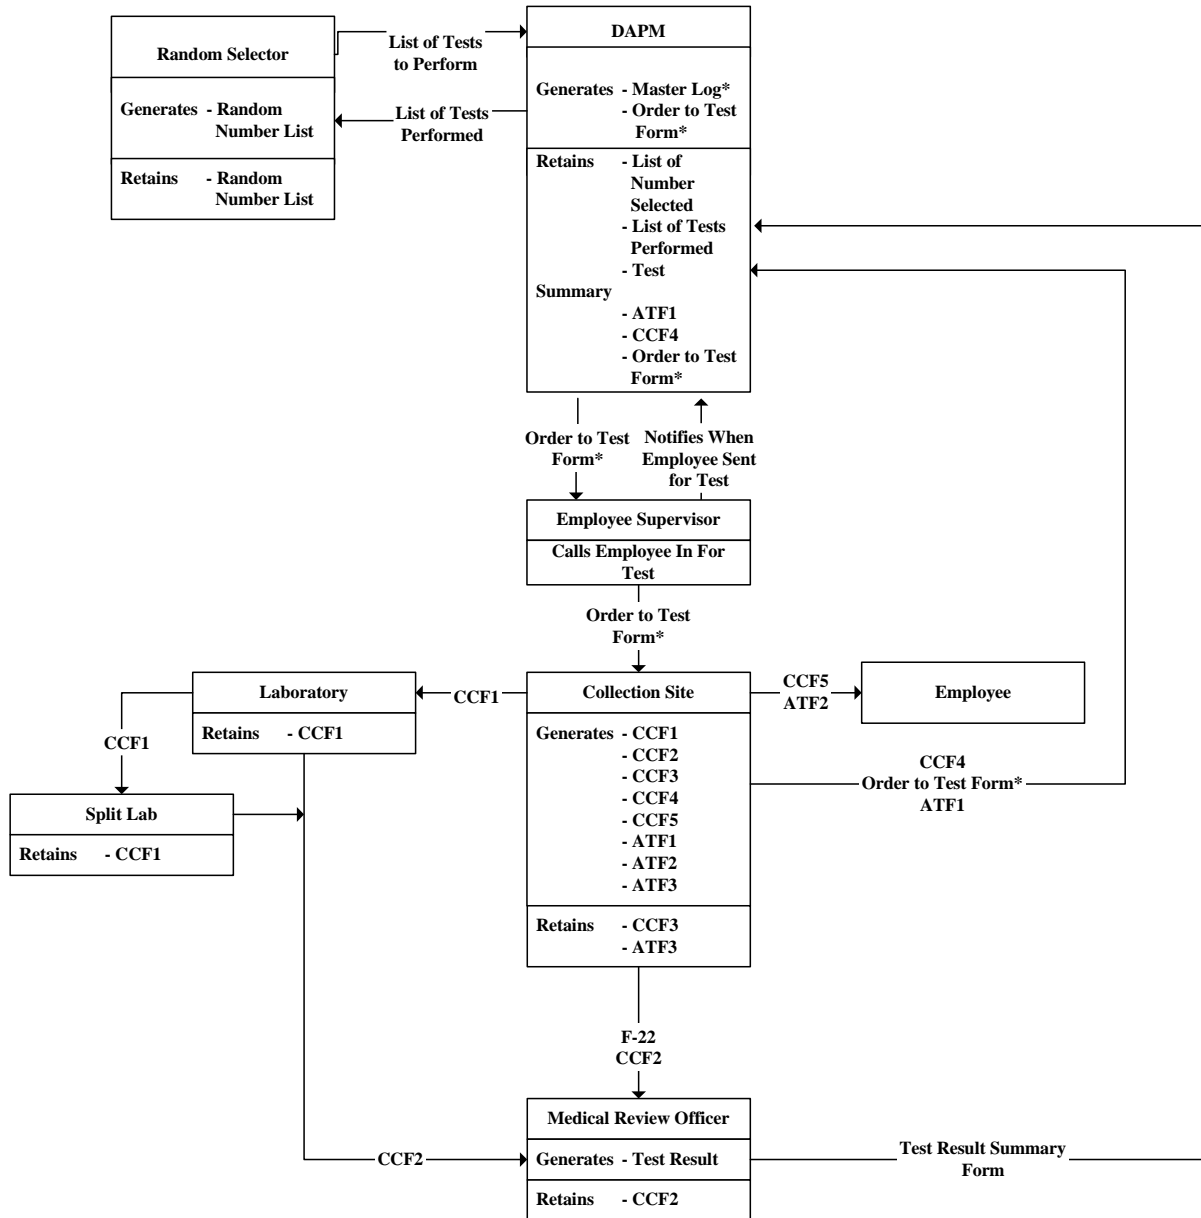 Random Selector
Generates - Random
Number List
Retains - Random
Number List
List of Tests
to Perform
List of Tests
Performed
DAPM
Generates - Master Log*
- Order to Test
Form*
Retains - List of
Number
Selected
- List of Tests
Performed
- Test
Summary
- ATF1
- CCF4
- Order to Test
Form*
Order to Test
Form*
Notifies When
Employee Sent
for Test
Employee Supervisor
Calls Employee In For
Test
Order to Test
Form*
Laboratory
Retains - CCF1
CCF1
CCF1
Split Lab
Retains - CCF1
Collection Site
Generates - CCF1
- CCF2
- CCF3
- CCF4
- CCF5
- ATF1
- ATF2
- ATF3
Retains - CCF3
- ATF3
CCF5
ATF2
Employee
CCF4
Order to Test Form*
ATF1
F-22
CCF2
Medical Review Officer
Generates - Test Result
Retains - CCF2
CCF2
Test Result Summary
Form